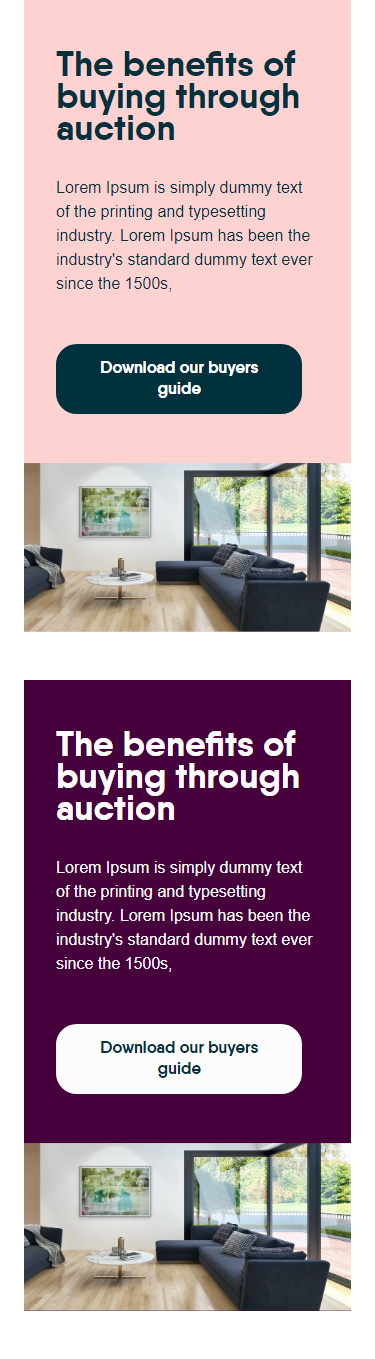 The benefits of
buying through
auction
Lorem Ipsum is simply dummy text
of the printing and typesetting
industry. Lorem Ipsum has been the
industry's standard dummy text ever
since the 1500s,
Download our buyers
guide
The benefits of
buying through
auction
Lorem Ipsum is simply dummy text
of the printing and typesetting
industry. Lorem Ipsum has been the
industry's standard dummy text ever
since the 1500s,
Download our buyers
guide